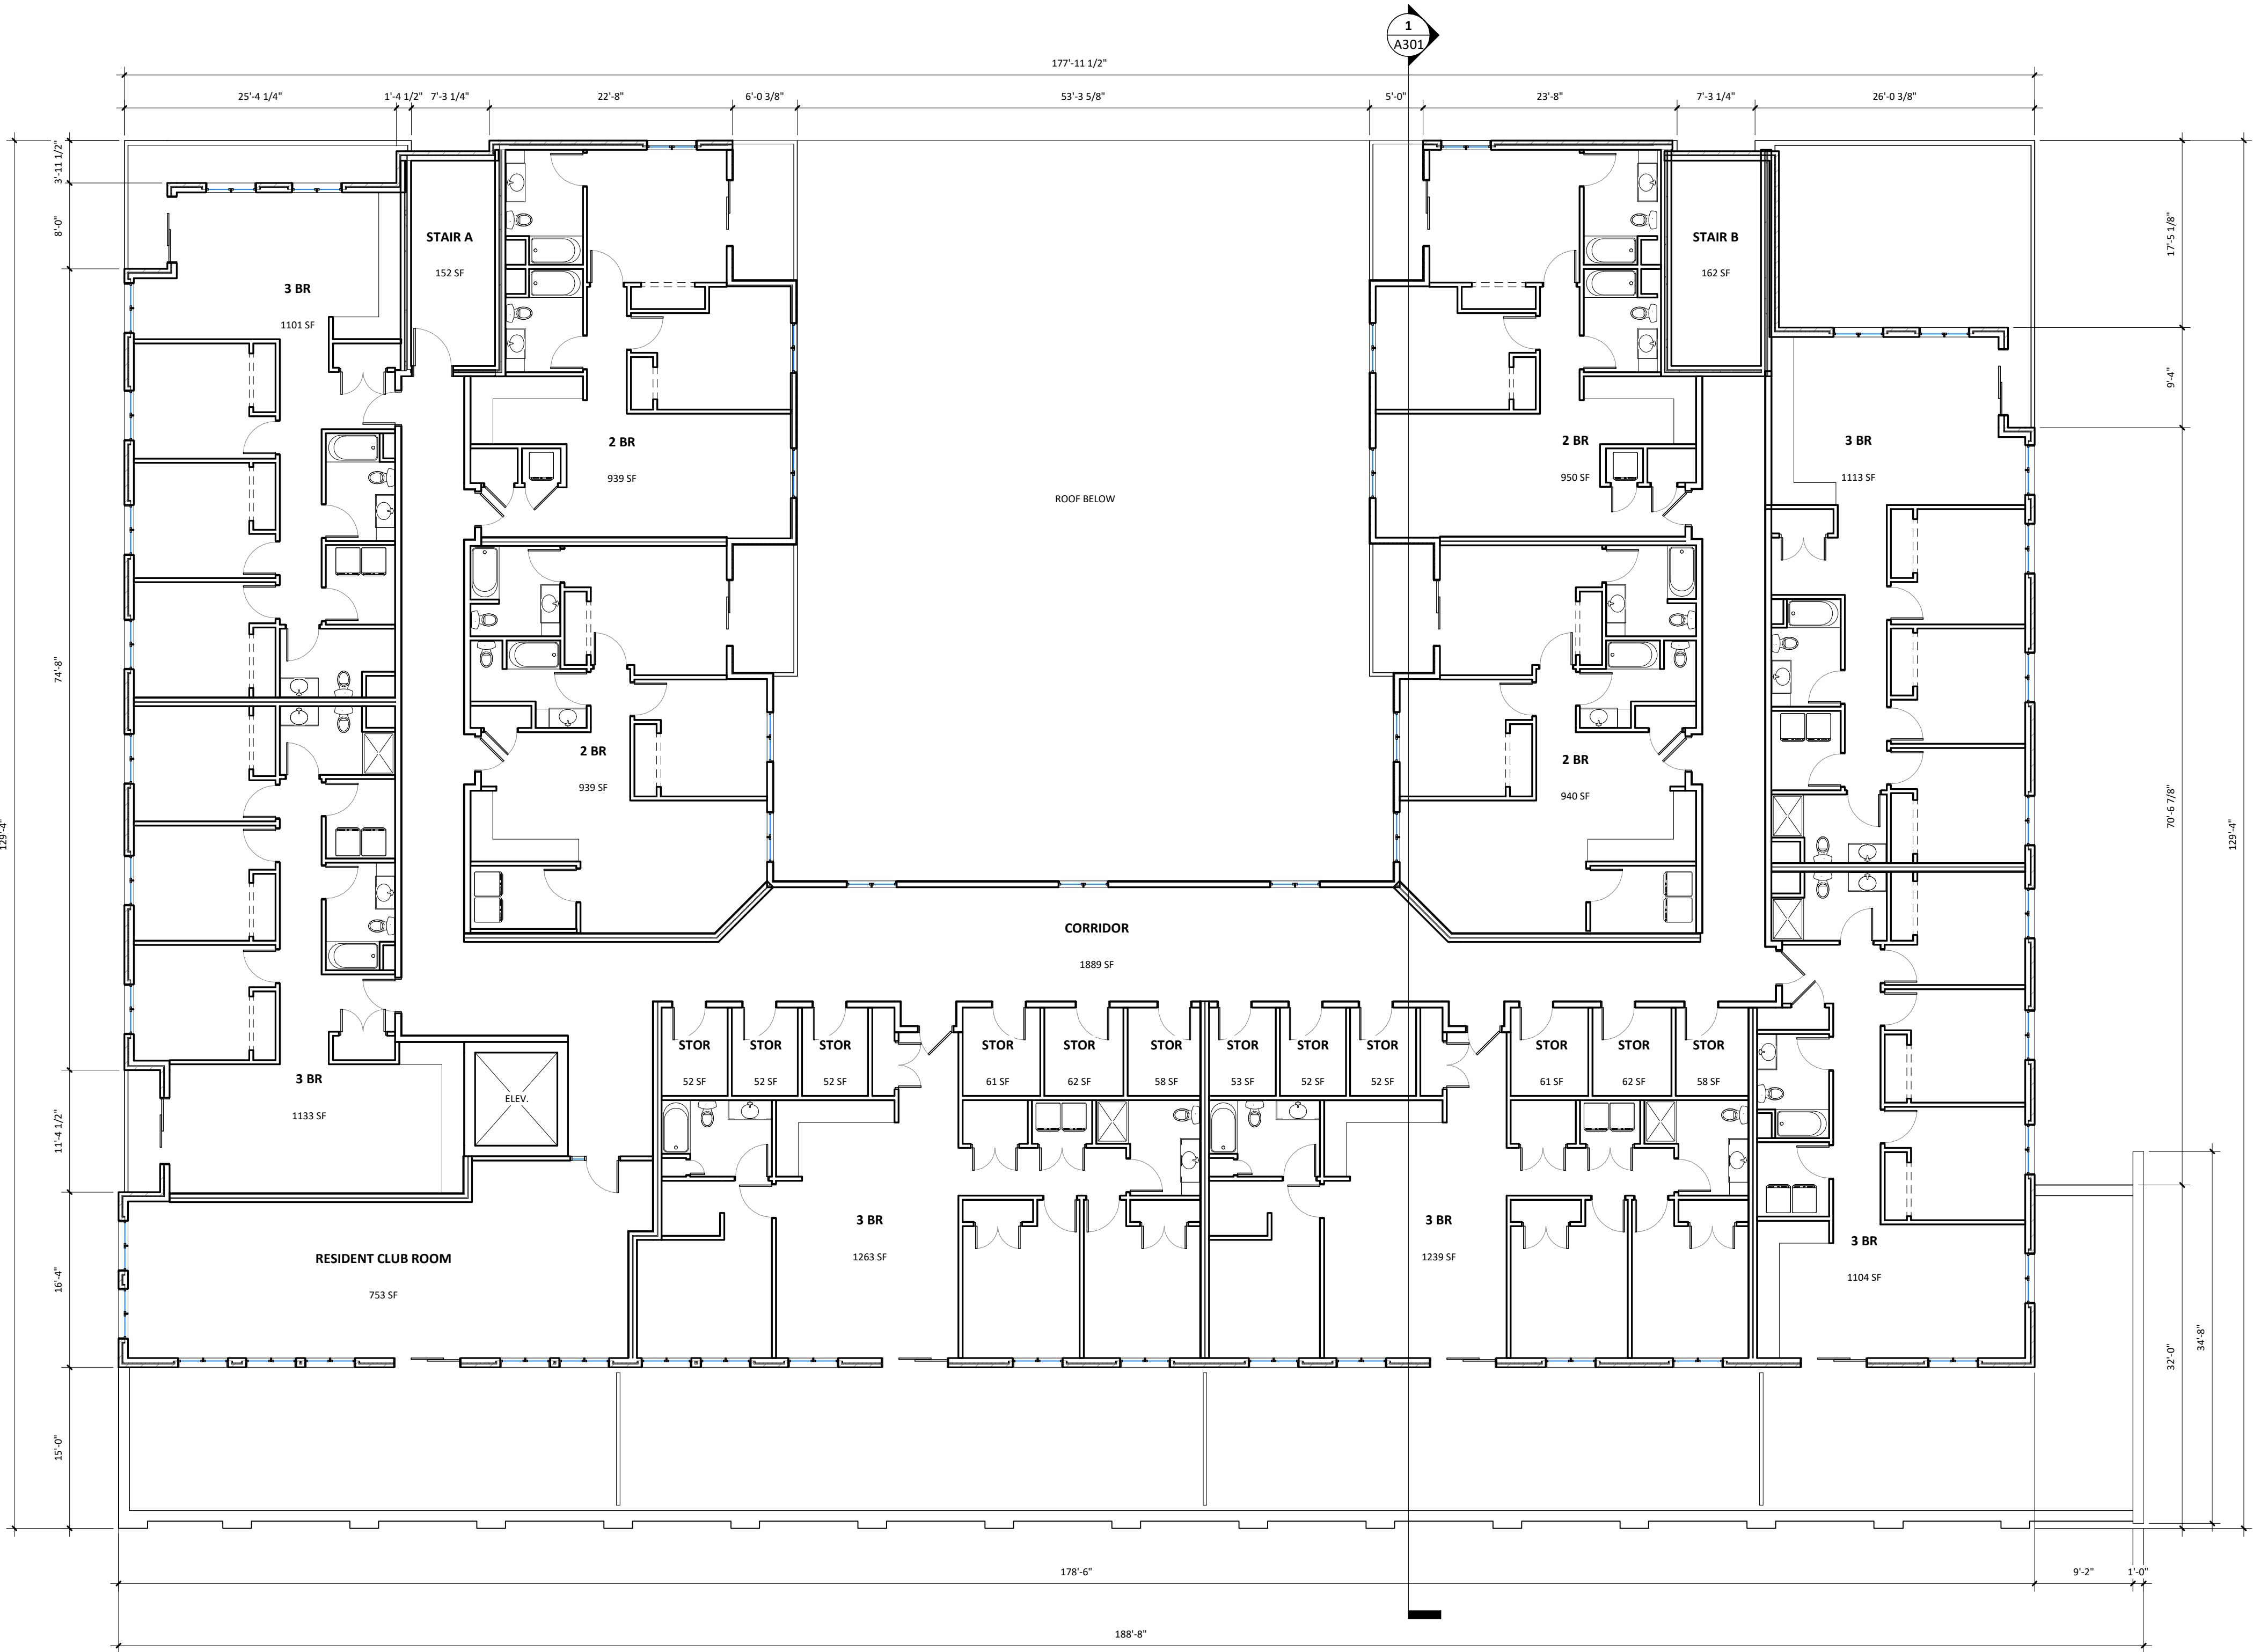 1
A301
177'-11 1/2"
25'-4 1/4"
1'-4 1/2"
7'-3 1/4"
22'-8"
6'-0 3/8"
53'-3 5/8"
5'-0"
23'-8"
7'-3 1/4"
26'-0 3/8"
3'-11 1/2"
8'-0"
74'-8"
129'-4"
11'-4 1/2"
16'-4"
15'-0"
17'-5 1/8"
9'-4"
70'-6 7/8"
129'-4"
34'-8"
32'-0"
STAIR A
152 SF
STAIR B
162 SF
3 BR
1101 SF
2 BR
939 SF
ROOF BELOW
2 BR
950 SF
3 BR
1113 SF
2 BR
939 SF
2 BR
940 SF
CORRIDOR
1889 SF
STOR
52 SF
STOR
52 SF
STOR
52 SF
STOR
61 SF
STOR
62 SF
STOR
58 SF
STOR
53 SF
STOR
52 SF
STOR
52 SF
STOR
61 SF
STOR
62 SF
STOR
58 SF
3 BR
1133 SF
ELEV.
3 BR
1263 SF
3 BR
1239 SF
3 BR
1104 SF
RESIDENT CLUB ROOM
753 SF
178'-6"
9'-2"
1'-0"
188'-8"